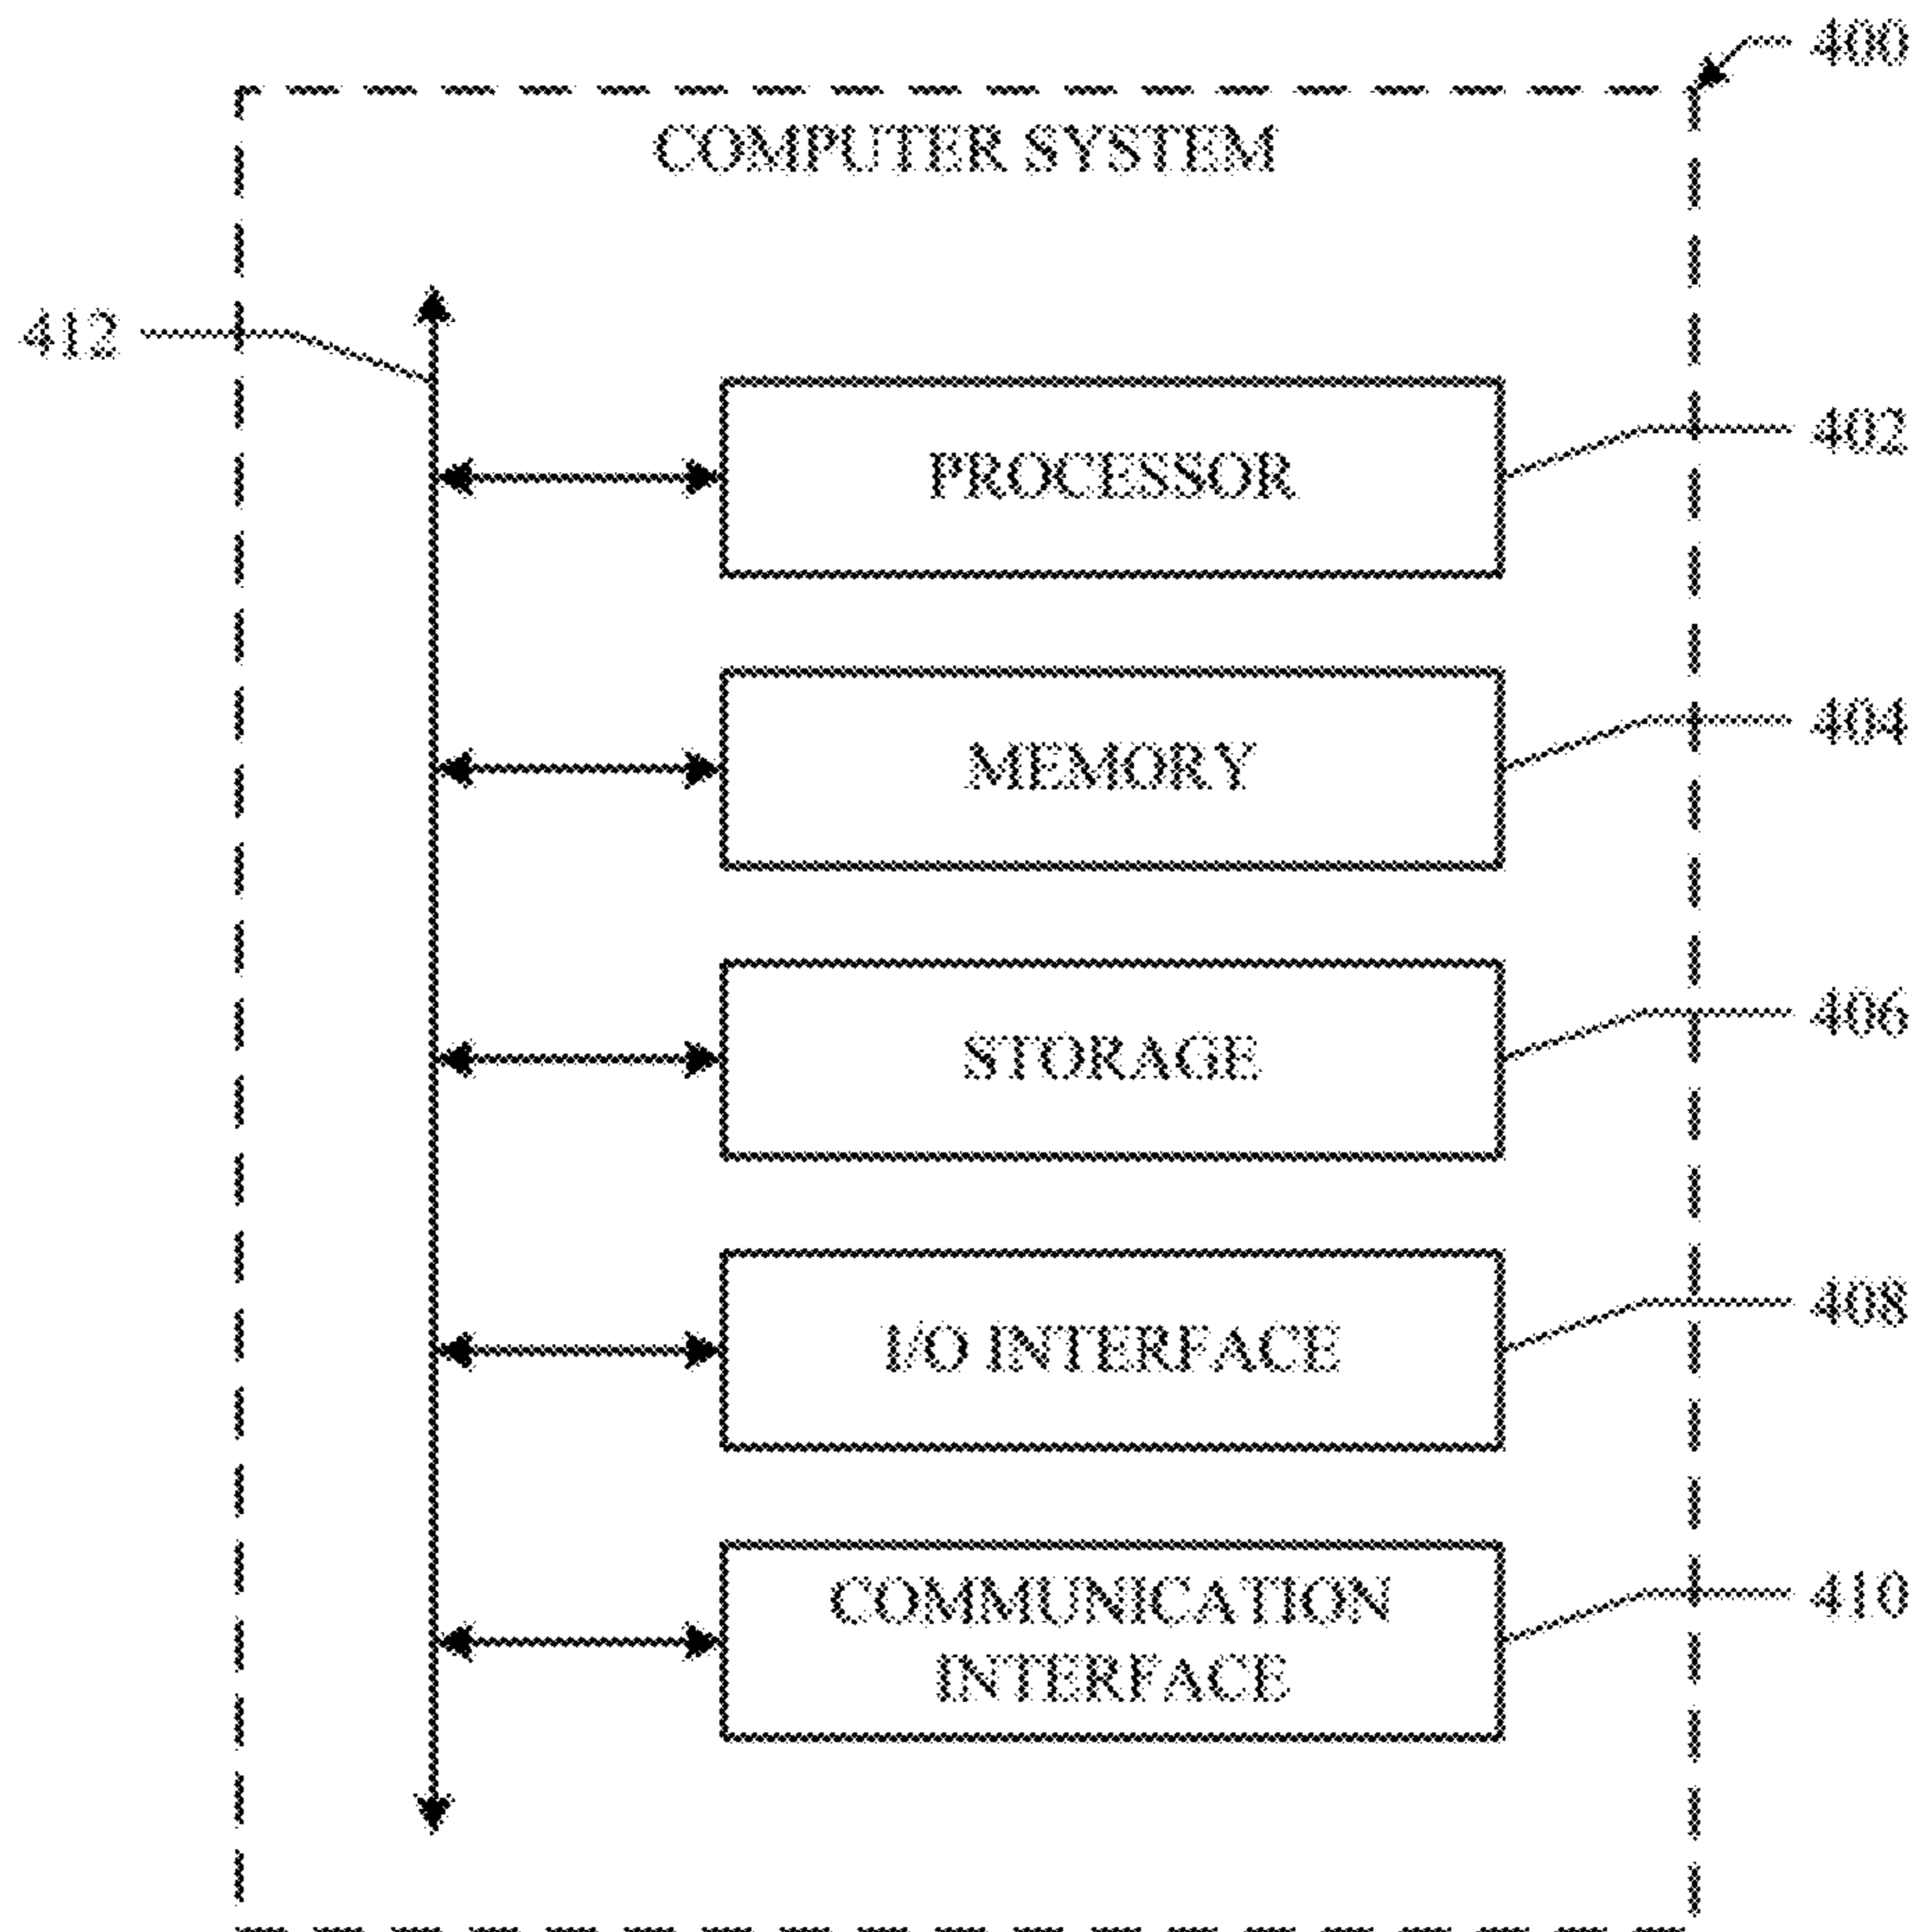 400
COMPUTER SYSTEM
412
402
PROCESSOR
404
MEMORY
406
STORAGE
408
I/O INTERFACE
410
COMMUNICATION
INTERFACE